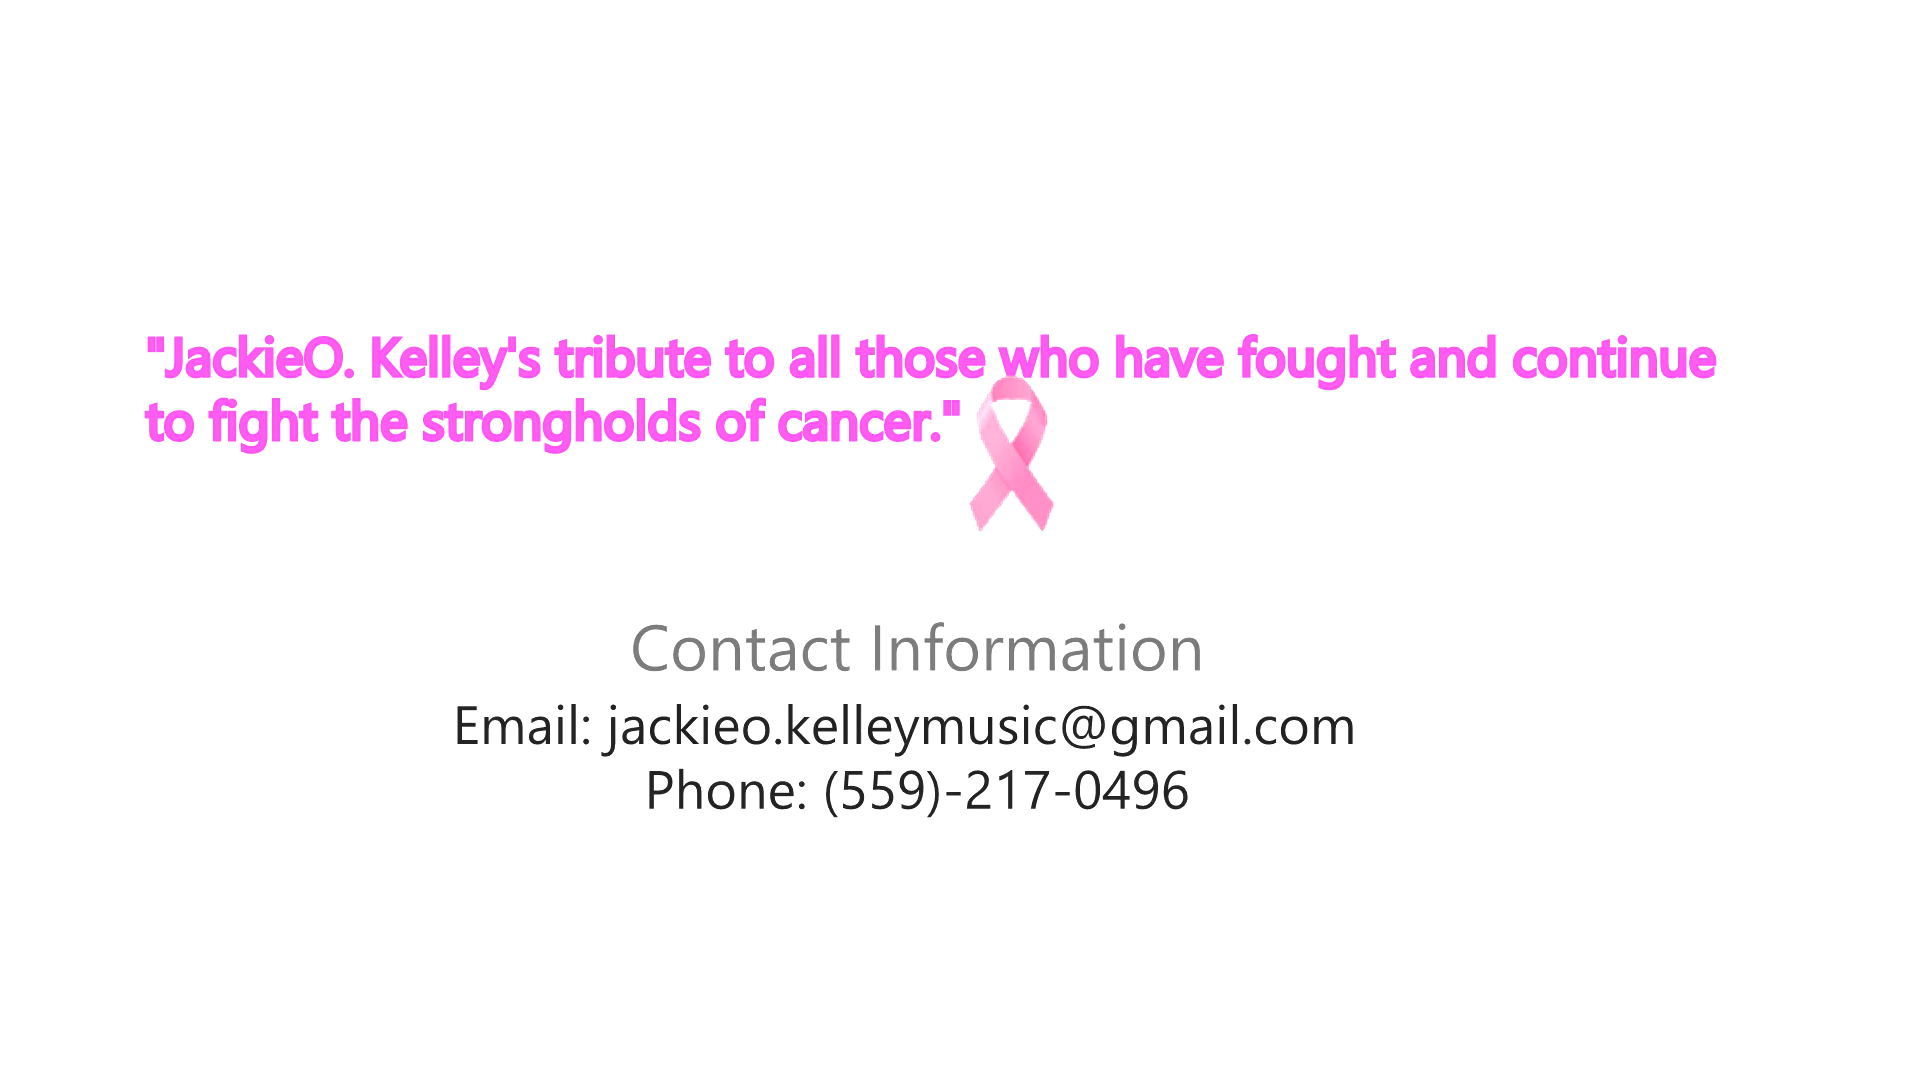 "JackieO. Kelley's tribute to all those who have fought and continue
to fight the strongholds of cancer."
Contact Information
Email: jackieo.kelleymusic@gmail.com
Phone: (559)-217-0496